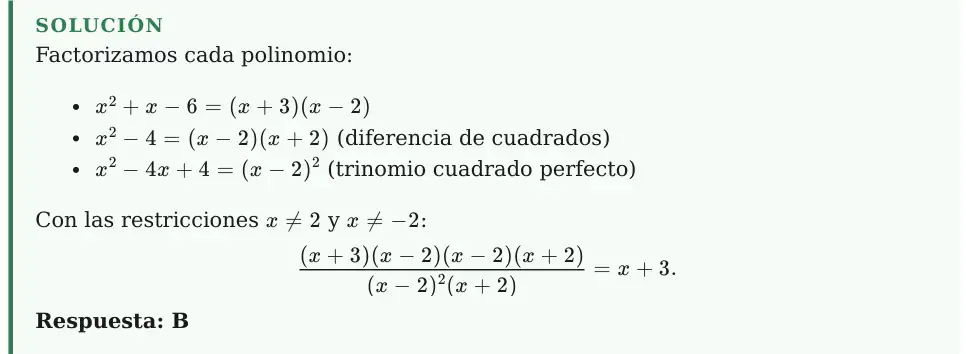 SOLUCIÓN
Factorizamos cada polinomio:
• x² + x − 6 = (x + 3)(x − 2)
• x² − 4 = (x − 2)(x + 2) (diferencia de cuadrados)
• x² − 4x + 4 = (x − 2)² (trinomio cuadrado perfecto)
Con las restricciones x ≠ 2 y x ≠ −2:
(x + 3)(x − 2)(x − 2)(x + 2)
(x − 2)²(x + 2)
= x + 3.
Respuesta: B